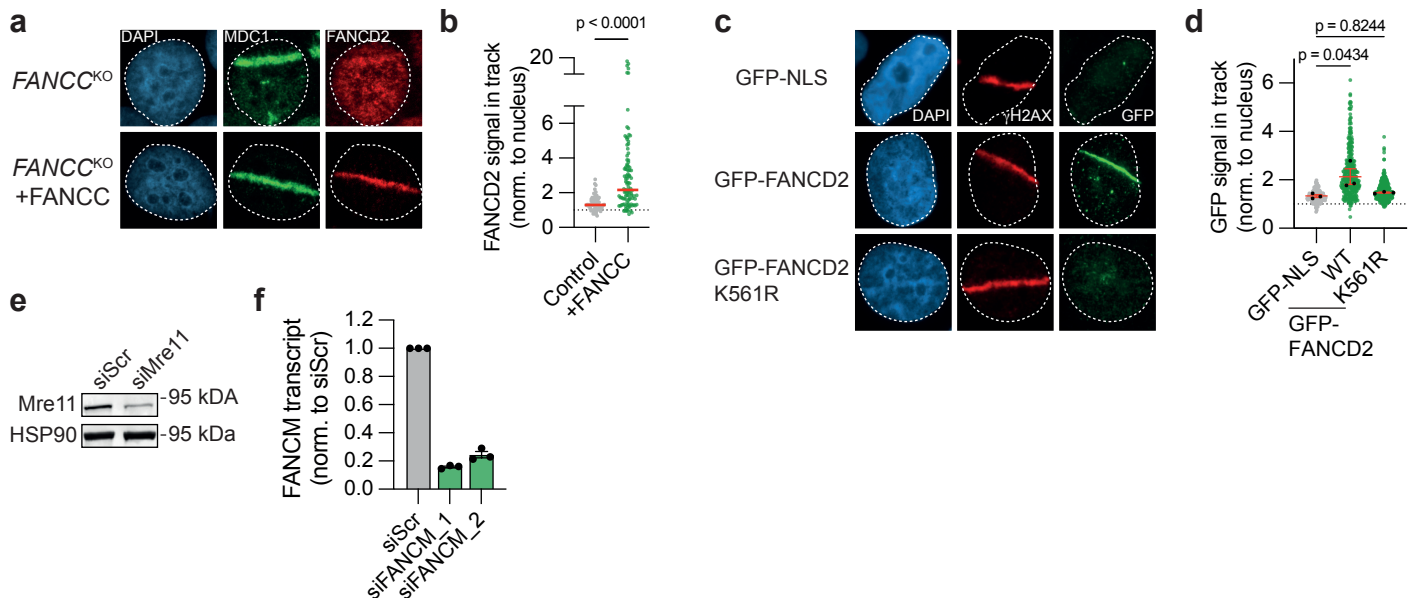 a
DAPI
MDC1
FANCD2
FANCCᴷᴼ
FANCCᴷᴼ
+FANCC
b
p < 0.0001
FANCD2 signal in track
(norm. to nucleus)
20
6
4
2
0
Control
+FANCC
c
GFP-NLS
DAPI
γH2AX
GFP
GFP-FANCD2
GFP-FANCD2
K561R
d
p = 0.8244
p = 0.0434
GFP signal in track
(norm. to nucleus)
6
4
2
0
GFP-NLS
WT
K561R
GFP-
FANCD2
e
siScr
siMre11
Mre11
-95 kDA
HSP90
-95 kDa
f
FANCM transcript
(norm. to siScr)
1.2
1.0
0.8
0.6
0.4
0.2
0.0
siScr
siFANCM_1
siFANCM_2